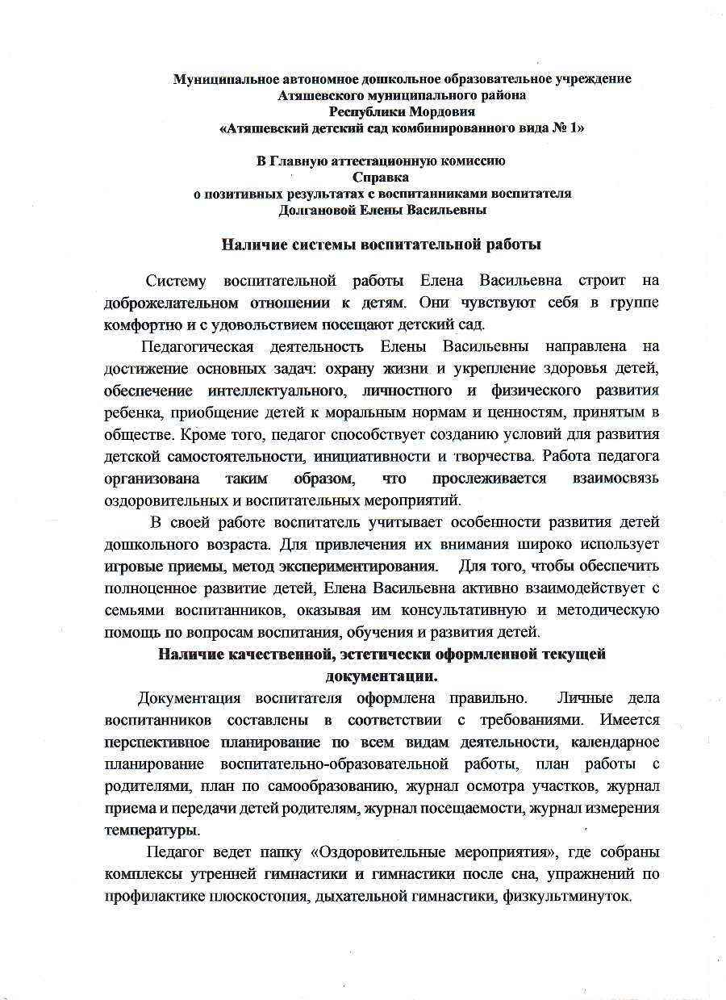 Муниципальное автономное дошкольное образовательное учреждение
Атяшевского муниципального района
Республики Мордовия
«Атяшевский детский сад комбинированного вида № 1»
В Главную аттестационную комиссию
Справка
о позитивных результатах с воспитанниками воспитателя
Долгановой Елены Васильевны
Наличие системы воспитательной работы
Систему воспитательной работы Елена Васильевна строит на
доброжелательном отношении к детям. Они чувствуют себя в группе
комфортно и с удовольствием посещают детский сад.
Педагогическая деятельность Елены Васильевны направлена на
достижение основных задач: охрану жизни и укрепление здоровья детей,
обеспечение интеллектуального, личностного и физического развития
ребенка, приобщение детей к моральным нормам и ценностям, принятым в
обществе. Кроме того, педагог способствует созданию условий для развития
детской самостоятельности, инициативности и творчества. Работа педагога
организована таким образом, что прослеживается взаимосвязь
оздоровительных и воспитательных мероприятий.
В своей работе воспитатель учитывает особенности развития детей
дошкольного возраста. Для привлечения их внимания широко использует
игровые приемы, метод экспериментирования. Для того, чтобы обеспечить
полноценное развитие детей, Елена Васильевна активно взаимодействует с
семьями воспитанников, оказывая им консультативную и методическую
помощь по вопросам воспитания, обучения и развития детей.
Наличие качественной, эстетически оформленной текущей
документации.
Документация воспитателя оформлена правильно. Личные дела
воспитанников составлены в соответствии с требованиями. Имеется
перспективное планирование по всем видам деятельности, календарное
планирование воспитательно-образовательной работы, план работы с
родителями, план по самообразованию, журнал осмотра участков, журнал
приема и передачи детей родителям, журнал посещаемости, журнал измерения
температуры.
Педагог ведет папку «Оздоровительные мероприятия», где собраны
комплексы утренней гимнастики и гимнастики после сна, упражнений по
профилактике плоскостопия, дыхательной гимнастики, физкультминуток.